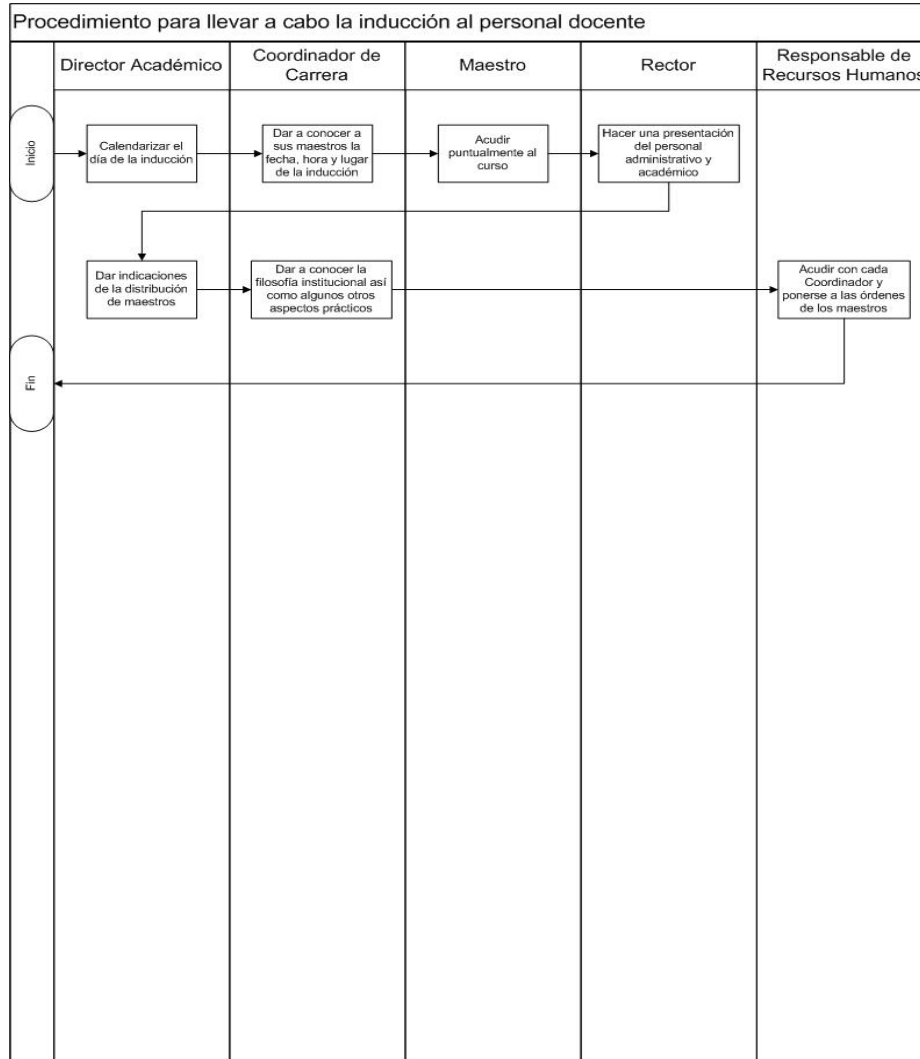 Procedimiento para llevar a cabo la inducción al personal docente
Director Académico
Coordinador de
Carrera
Maestro
Rector
Responsable de
Recursos Humanos
Inicio
Calendarizar el
día de la inducción
Dar a conocer a
sus maestros la
fecha, hora y lugar
de la inducción
Acudir
puntualmente al
curso
Hacer una presentación
del personal
administrativo y
académico
Dar indicaciones
de la distribución
de maestros
Dar a conocer la
filosofía institucional así
como algunos otros
aspectos prácticos
Acudir con cada
Coordinador y
ponerse a las órdenes
de los maestros
Fin